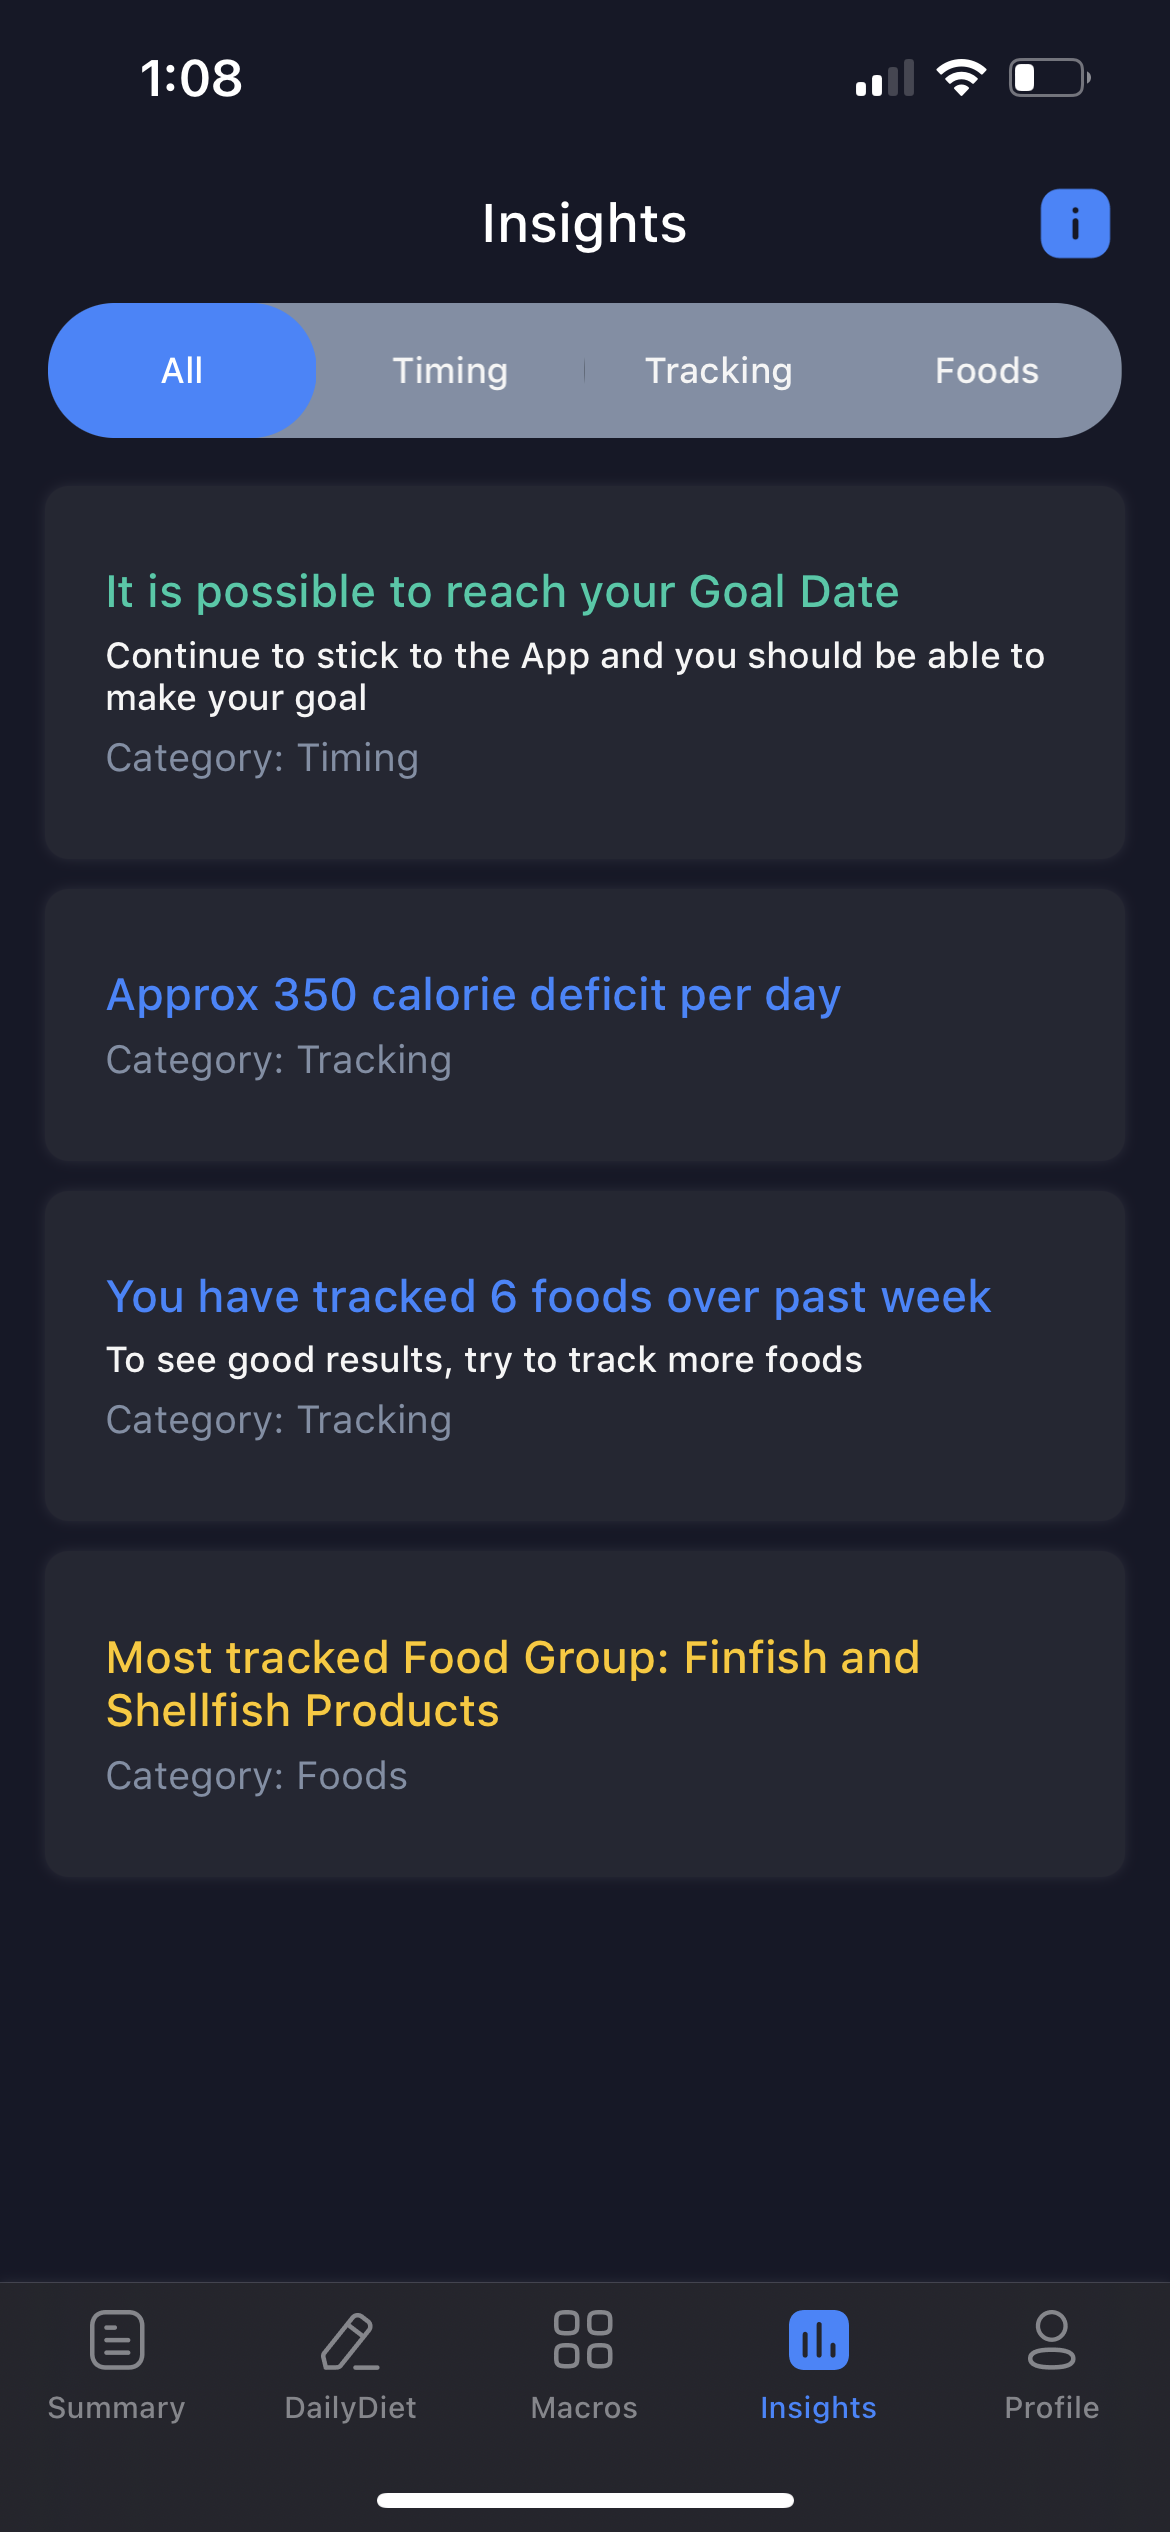 1:08
Insights
All
Timing
Tracking
Foods
It is possible to reach your Goal Date
Continue to stick to the App and you should be able to
make your goal
Category: Timing
Approx 350 calorie deficit per day
Category: Tracking
You have tracked 6 foods over past week
To see good results, try to track more foods
Category: Tracking
Most tracked Food Group: Finfish and
Shellfish Products
Category: Foods
Summary
DailyDiet
Macros
Insights
Profile